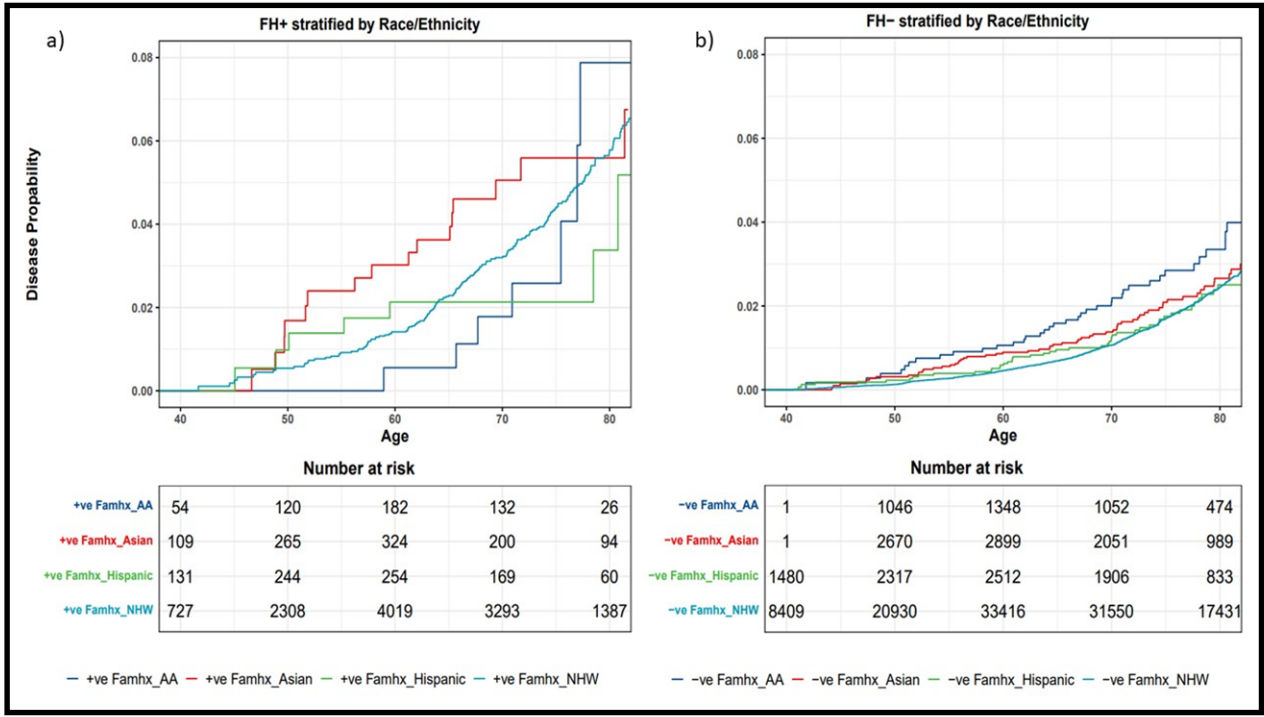 a)
FH+ stratified by Race/Ethnicity
Disease Propability
0.08
0.06
0.04
0.02
0.00
40 50 60 70 80
Age
Number at risk
+ve Famhx_AA 54 120 182 132 26
+ve Famhx_Asian 109 265 324 200 94
+ve Famhx_Hispanic 131 244 254 169 60
+ve Famhx_NHW 727 2308 4019 3293 1387
+ve Famhx_AA +ve Famhx_Asian +ve Famhx_Hispanic +ve Famhx_NHW
b)
FH− stratified by Race/Ethnicity
0.08
0.06
0.04
0.02
0.00
40 50 60 70 80
Age
Number at risk
−ve Famhx_AA 1 1046 1348 1052 474
−ve Famhx_Asian 1 2670 2899 2051 989
−ve Famhx_Hispanic 1480 2317 2512 1906 833
−ve Famhx_NHW 8409 20930 33416 31550 17431
−ve Famhx_AA −ve Famhx_Asian −ve Famhx_Hispanic −ve Famhx_NHW